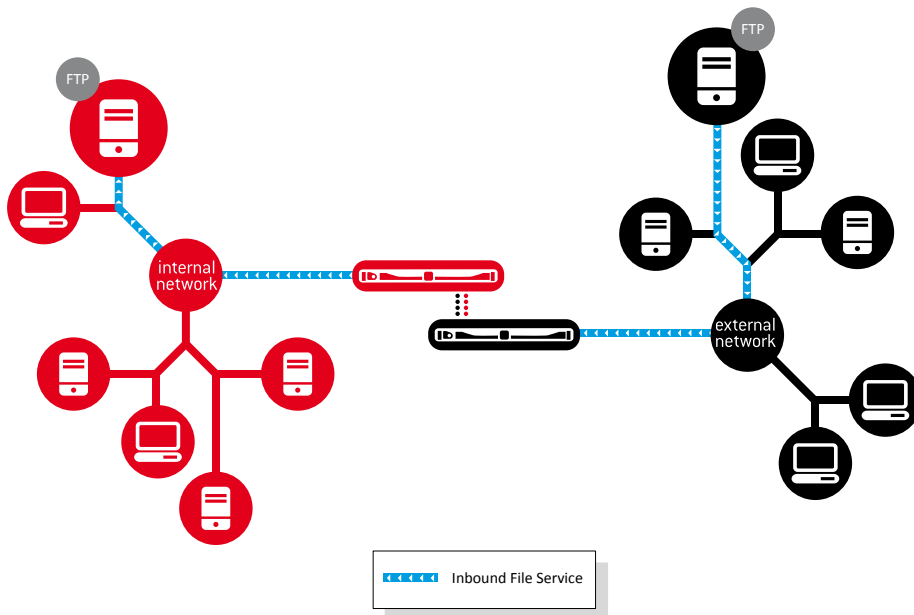 FTP
FTP
internal
network
external
network
Inbound File Service